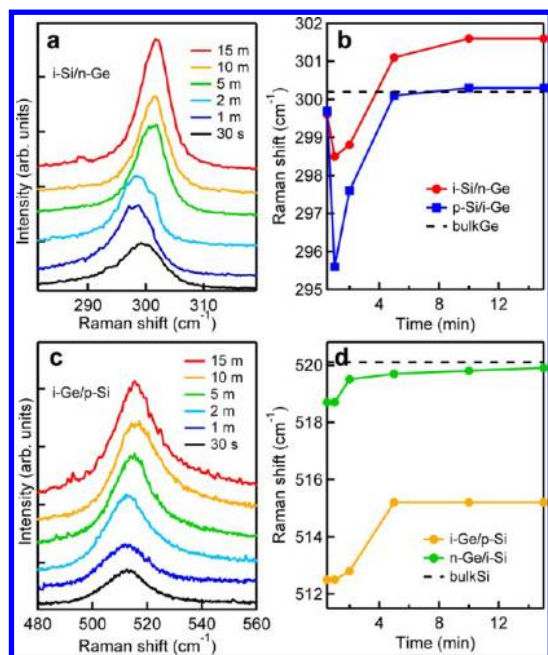 a
i-Si/n-Ge
15 m
10 m
5 m
2 m
1 m
30 s
Intensity (arb. units)
290 300 310
Raman shift (cm⁻¹)
b
302
301
300
299
298
297
296
295
Raman shift (cm⁻¹)
i-Si/n-Ge
p-Si/i-Ge
bulkGe
0 4 8 12
Time (min)
c
i-Ge/p-Si
15 m
10 m
5 m
2 m
1 m
30 s
Intensity (arb. units)
480 500 520 540 560
Raman shift (cm⁻¹)
d
520
518
516
514
512
Raman shift (cm⁻¹)
i-Ge/p-Si
n-Ge/i-Si
bulkSi
0 4 8 12
Time (min)